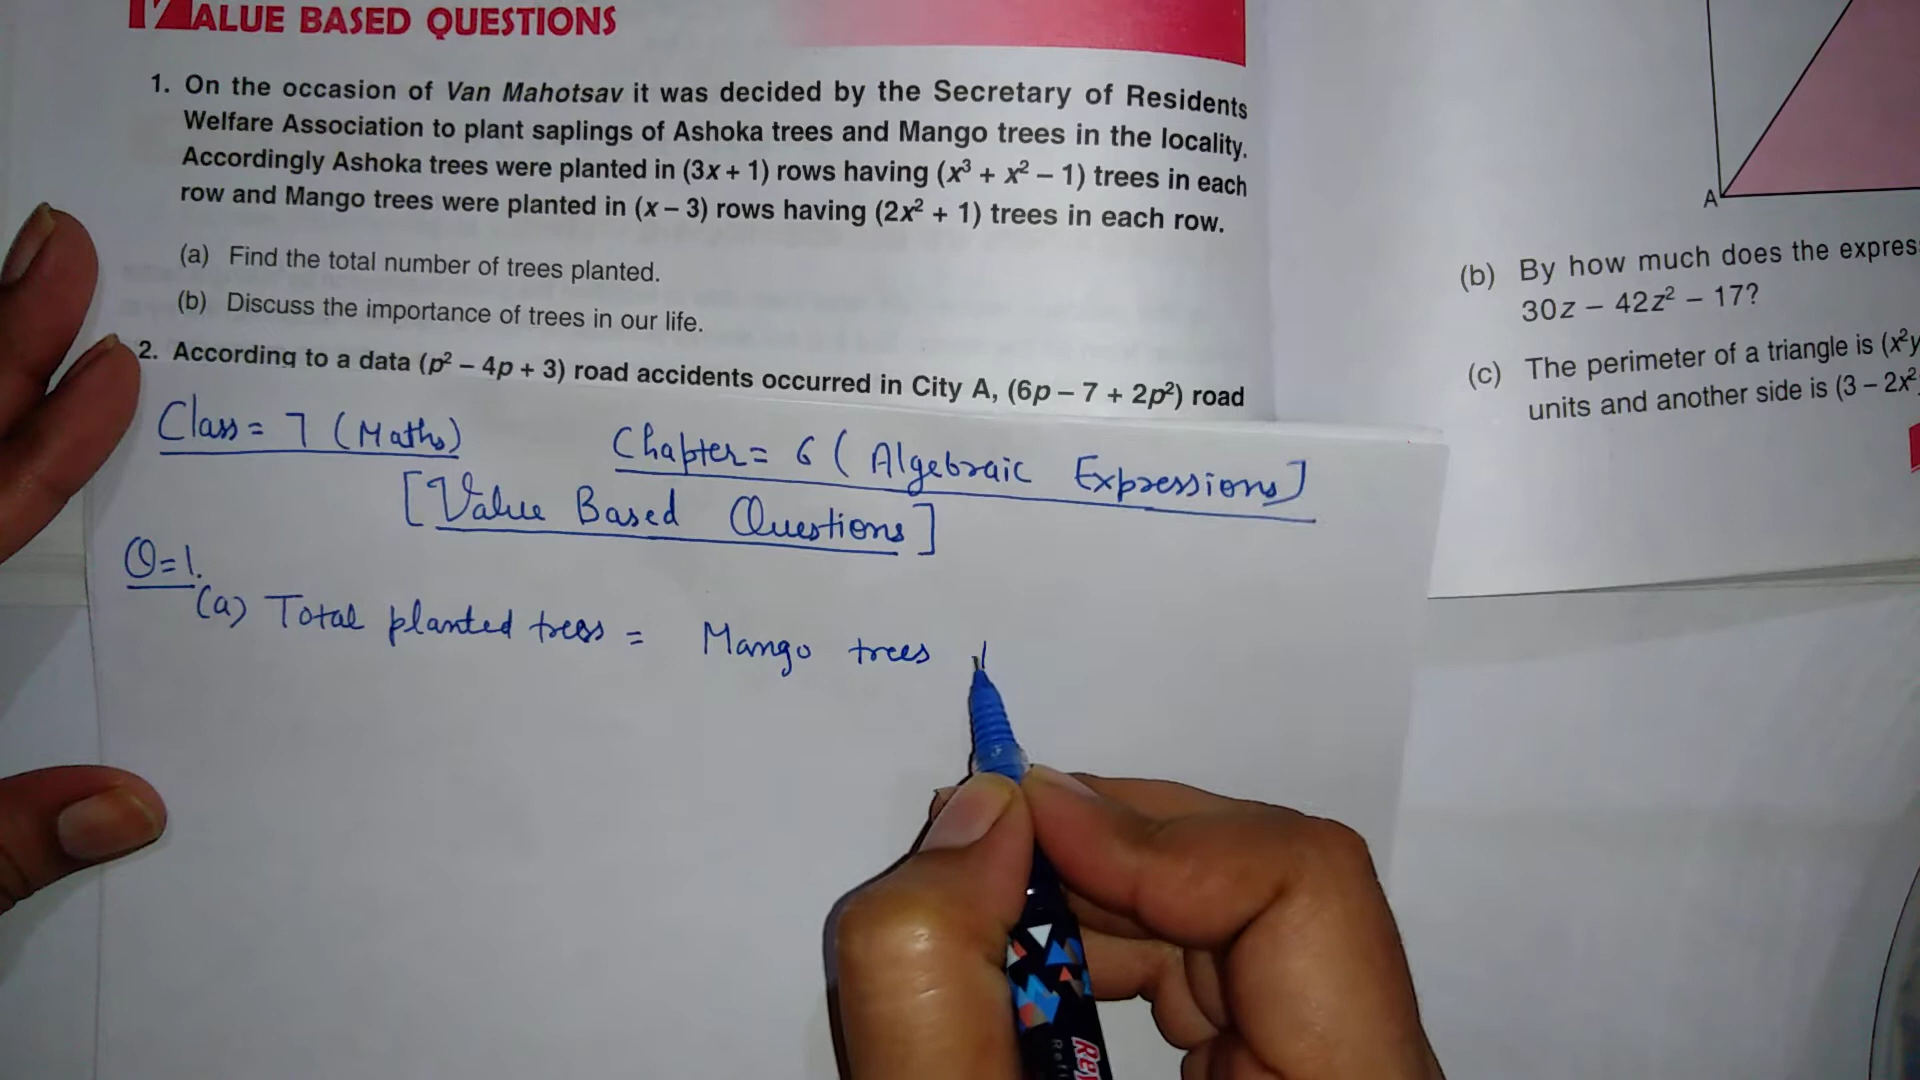 VALUE BASED QUESTIONS
1. On the occasion of Van Mahotsav it was decided by the Secretary of Residents
Welfare Association to plant saplings of Ashoka trees and Mango trees in the locality.
Accordingly Ashoka trees were planted in (3x + 1) rows having (x³ + x² – 1) trees in each
row and Mango trees were planted in (x – 3) rows having (2x² + 1) trees in each row.
(a) Find the total number of trees planted.
(b) Discuss the importance of trees in our life.
2. According to a data (p² – 4p + 3) road accidents occurred in City A, (6p – 7 + 2p²) road
Class = 7 (Maths)
Chapter = 6 ( Algebraic Expressions]
[Value Based Questions]
Q=1.
(a) Total planted trees = Mango trees
A
(b) By how much does the
30z – 42z² – 17?
(c) The perimeter of a triangle is (x²y
units and another side is (3 – 2x²